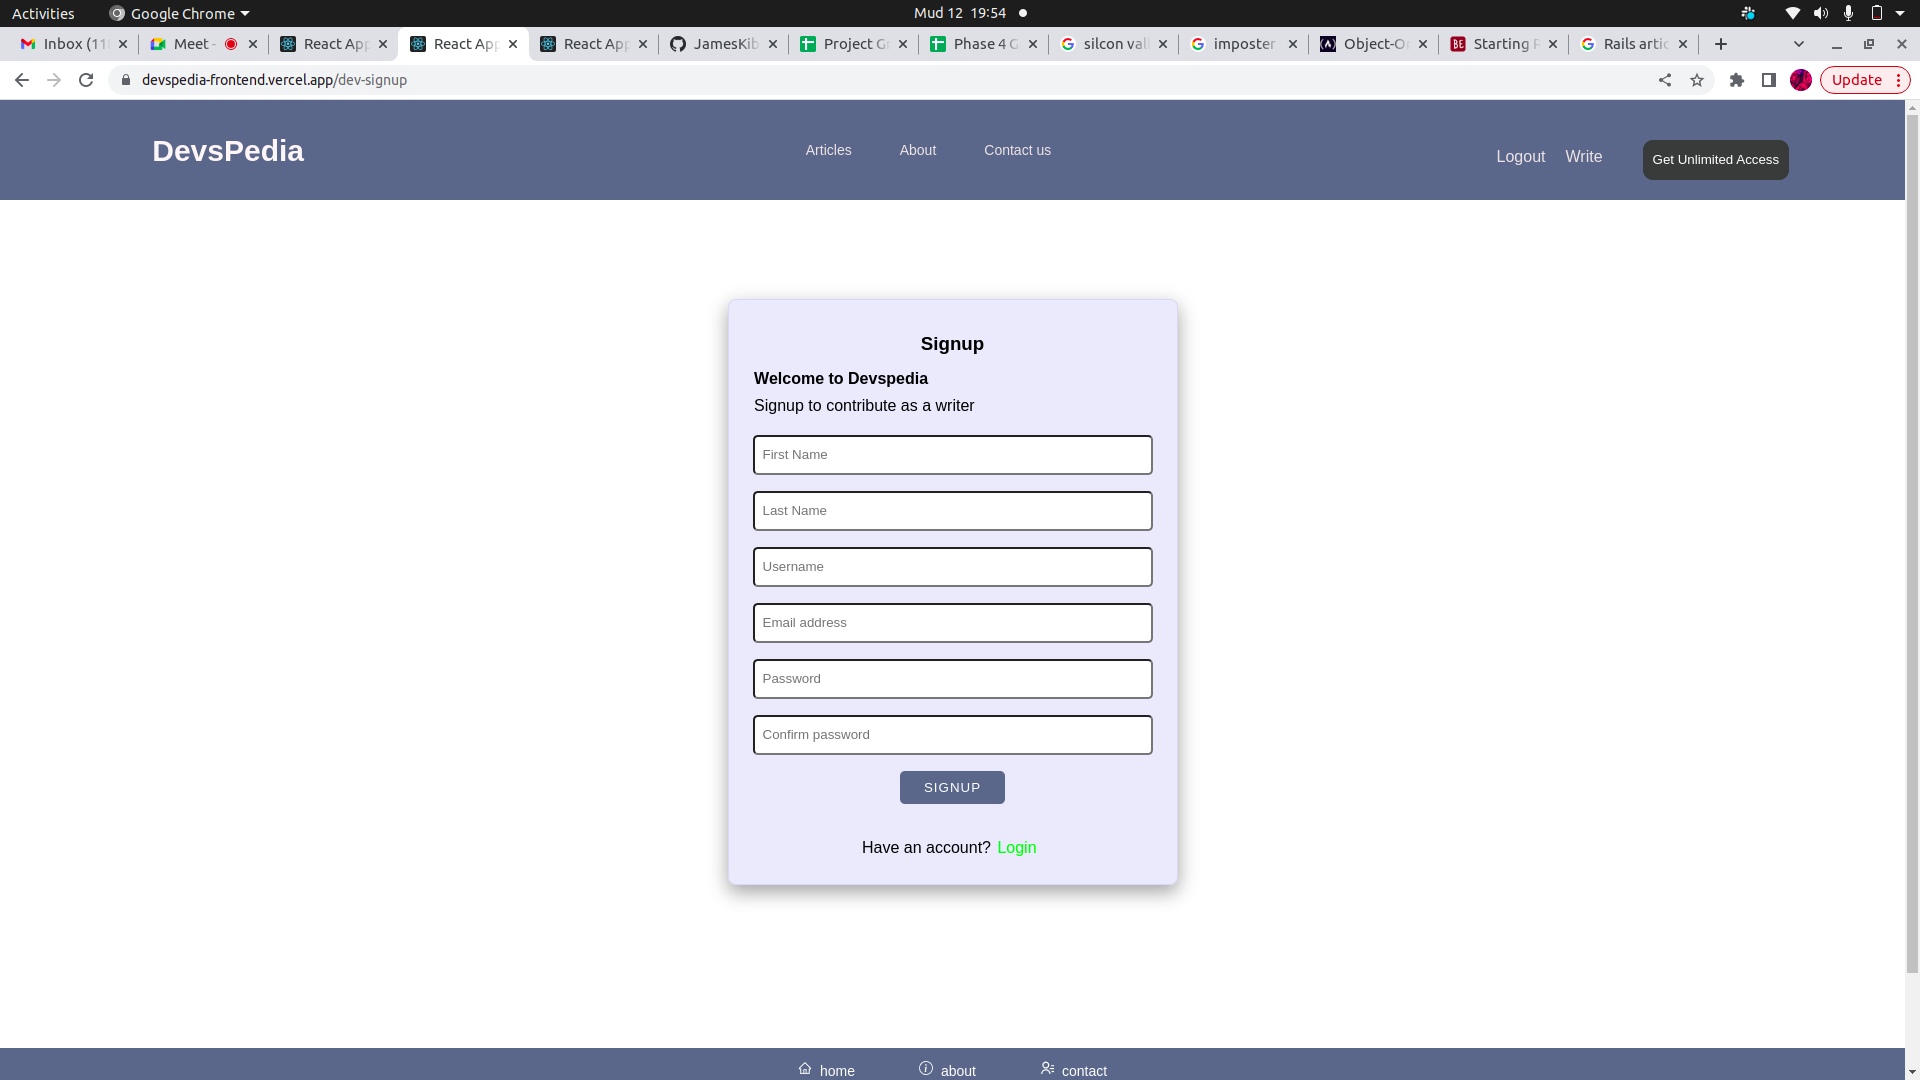 Activities Google Chrome Mud 12 19:54
Inbox (11 Meet - React App React App React App JamesKib Project Gr Phase 4 G silcon vall imposter Object-Or Starting Rails artic
devspedia-frontend.vercel.app/dev-signup Update
DevsPedia Articles About Contact us Logout Write Get Unlimited Access
Signup
Welcome to Devspedia
Signup to contribute as a writer
First Name
Last Name
Username
Email address
Password
Confirm password
SIGNUP
Have an account? Login
home about contact